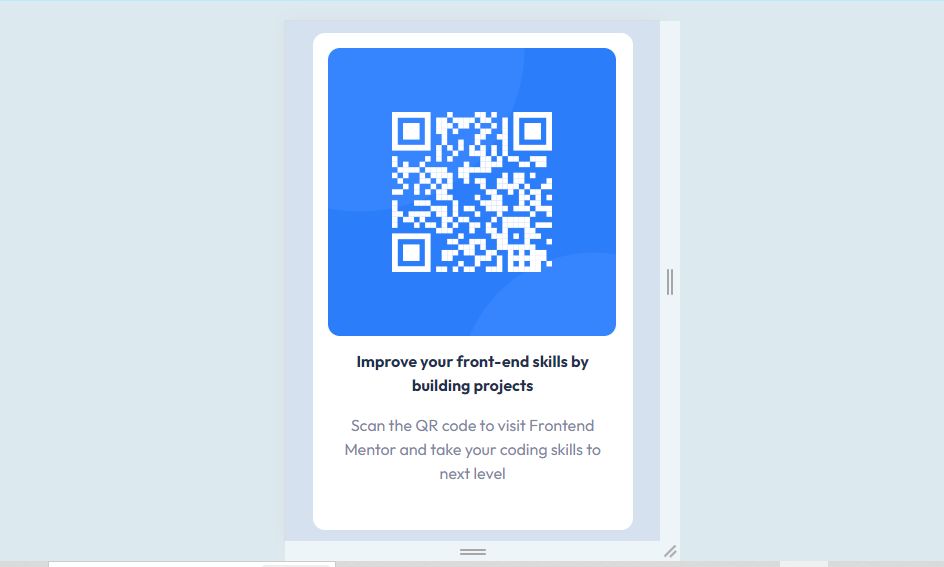 Improve your front-end skills by
building projects
Scan the QR code to visit Frontend
Mentor and take your coding skills to
next level